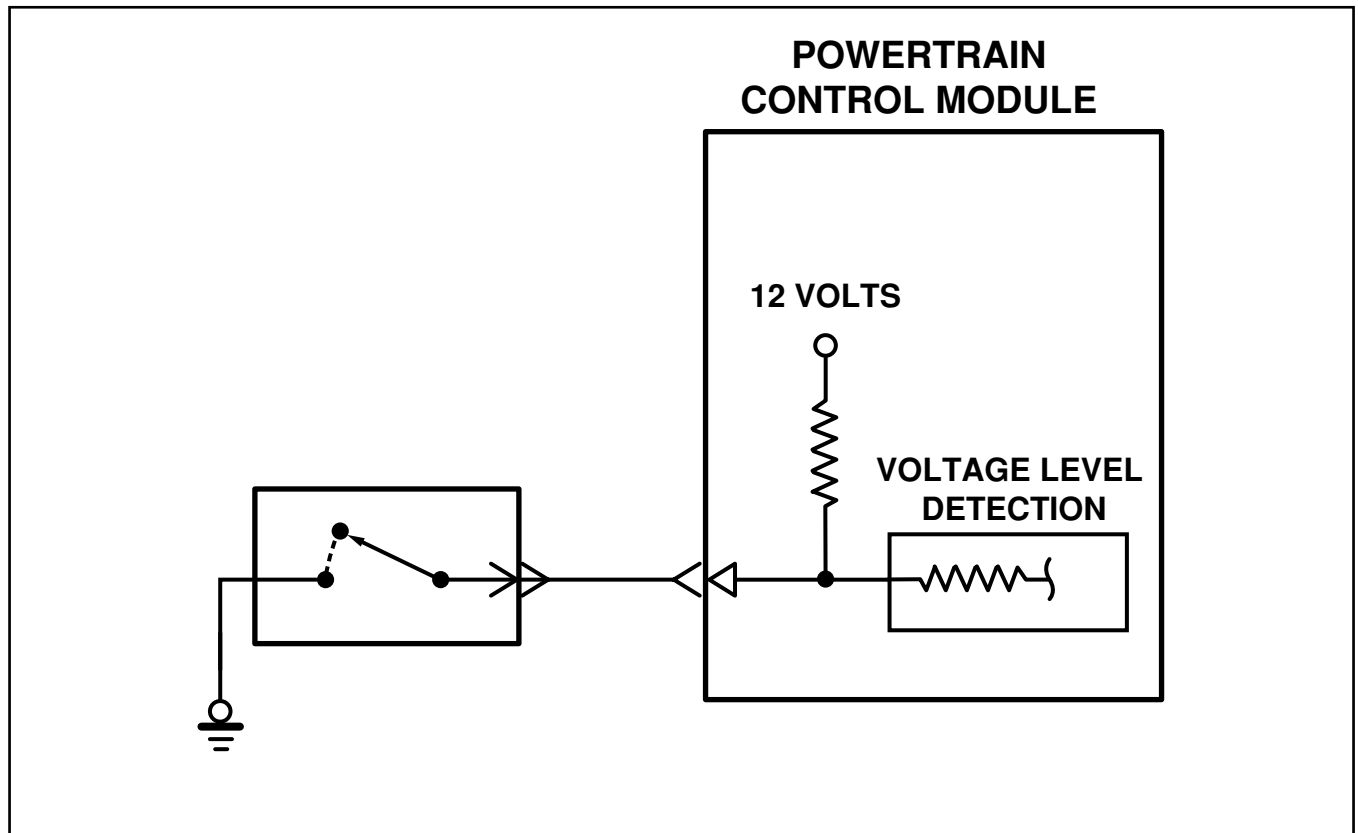 POWERTRAIN
CONTROL MODULE
12 VOLTS
VOLTAGE LEVEL
DETECTION